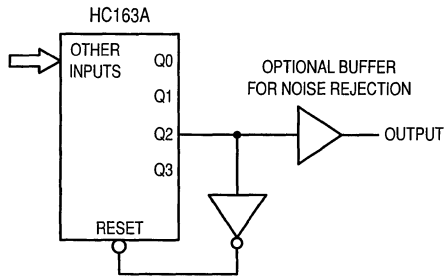 HC163A
OTHER
INPUTS
Q0
Q1
Q2
Q3
RESET
OPTIONAL BUFFER
FOR NOISE REJECTION
OUTPUT